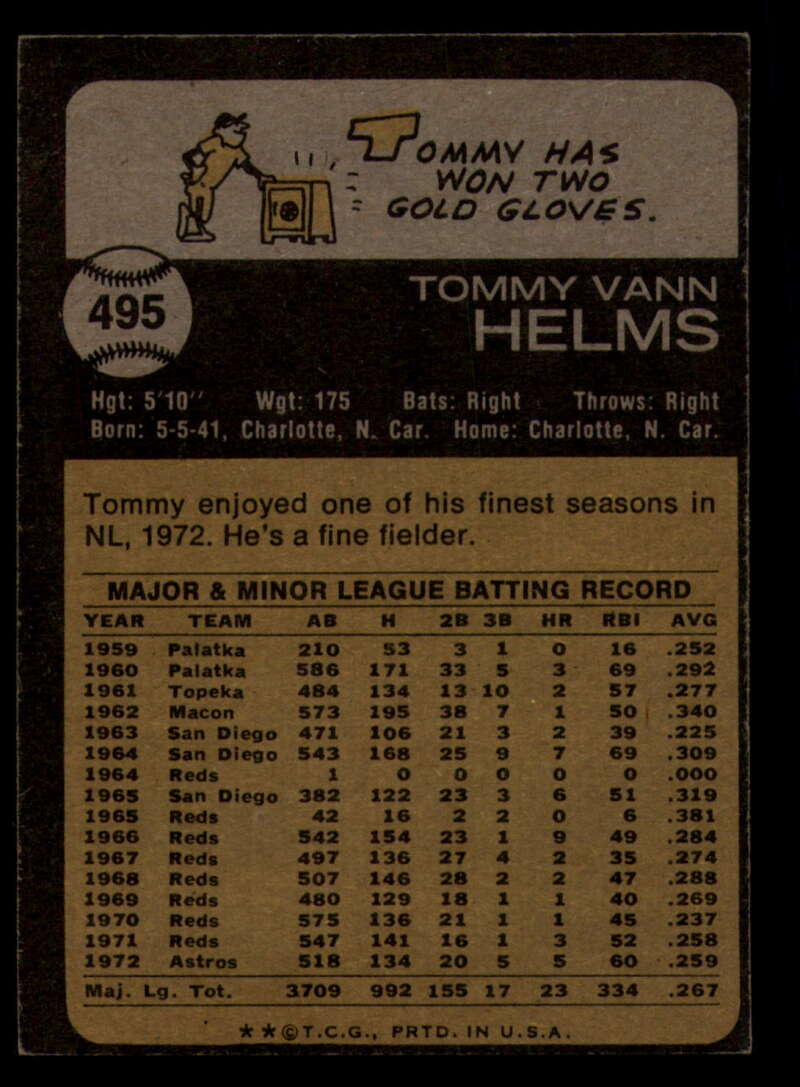 TOMMY HAS
WON TWO
GOLD GLOVES.
495
TOMMY VANN
HELMS
Hgt: 5'10" Wgt: 175 Bats: Right Throws: Right
Born: 5-5-41, Charlotte, N. Car. Home: Charlotte, N. Car.
Tommy enjoyed one of his finest seasons in
NL, 1972. He's a fine fielder.
MAJOR & MINOR LEAGUE BATTING RECORD
YEAR TEAM AB H 2B 3B HR RBI AVG
1959 Palatka 210 53 3 1 0 16 .252
1960 Palatka 586 171 33 5 3 69 .292
1961 Topeka 484 134 13 10 2 57 .277
1962 Macon 573 195 38 7 1 50 .340
1963 San Diego 471 106 21 3 2 39 .225
1964 San Diego 543 168 25 9 7 69 .309
1964 Reds 1 0 0 0 0 0 .000
1965 San Diego 382 122 23 3 6 51 .319
1965 Reds 42 16 2 2 0 6 .381
1966 Reds 542 154 23 1 9 49 .284
1967 Reds 497 136 27 4 2 35 .274
1968 Reds 507 146 28 2 2 47 .288
1969 Reds 480 129 18 1 1 40 .269
1970 Reds 575 136 21 1 1 45 .237
1971 Reds 547 141 16 1 3 52 .258
1972 Astros 518 134 20 5 5 60 .259
Maj. Lg. Tot. 3709 992 155 17 23 334 .267
★★©T.C.G., PRTD. IN U.S.A.